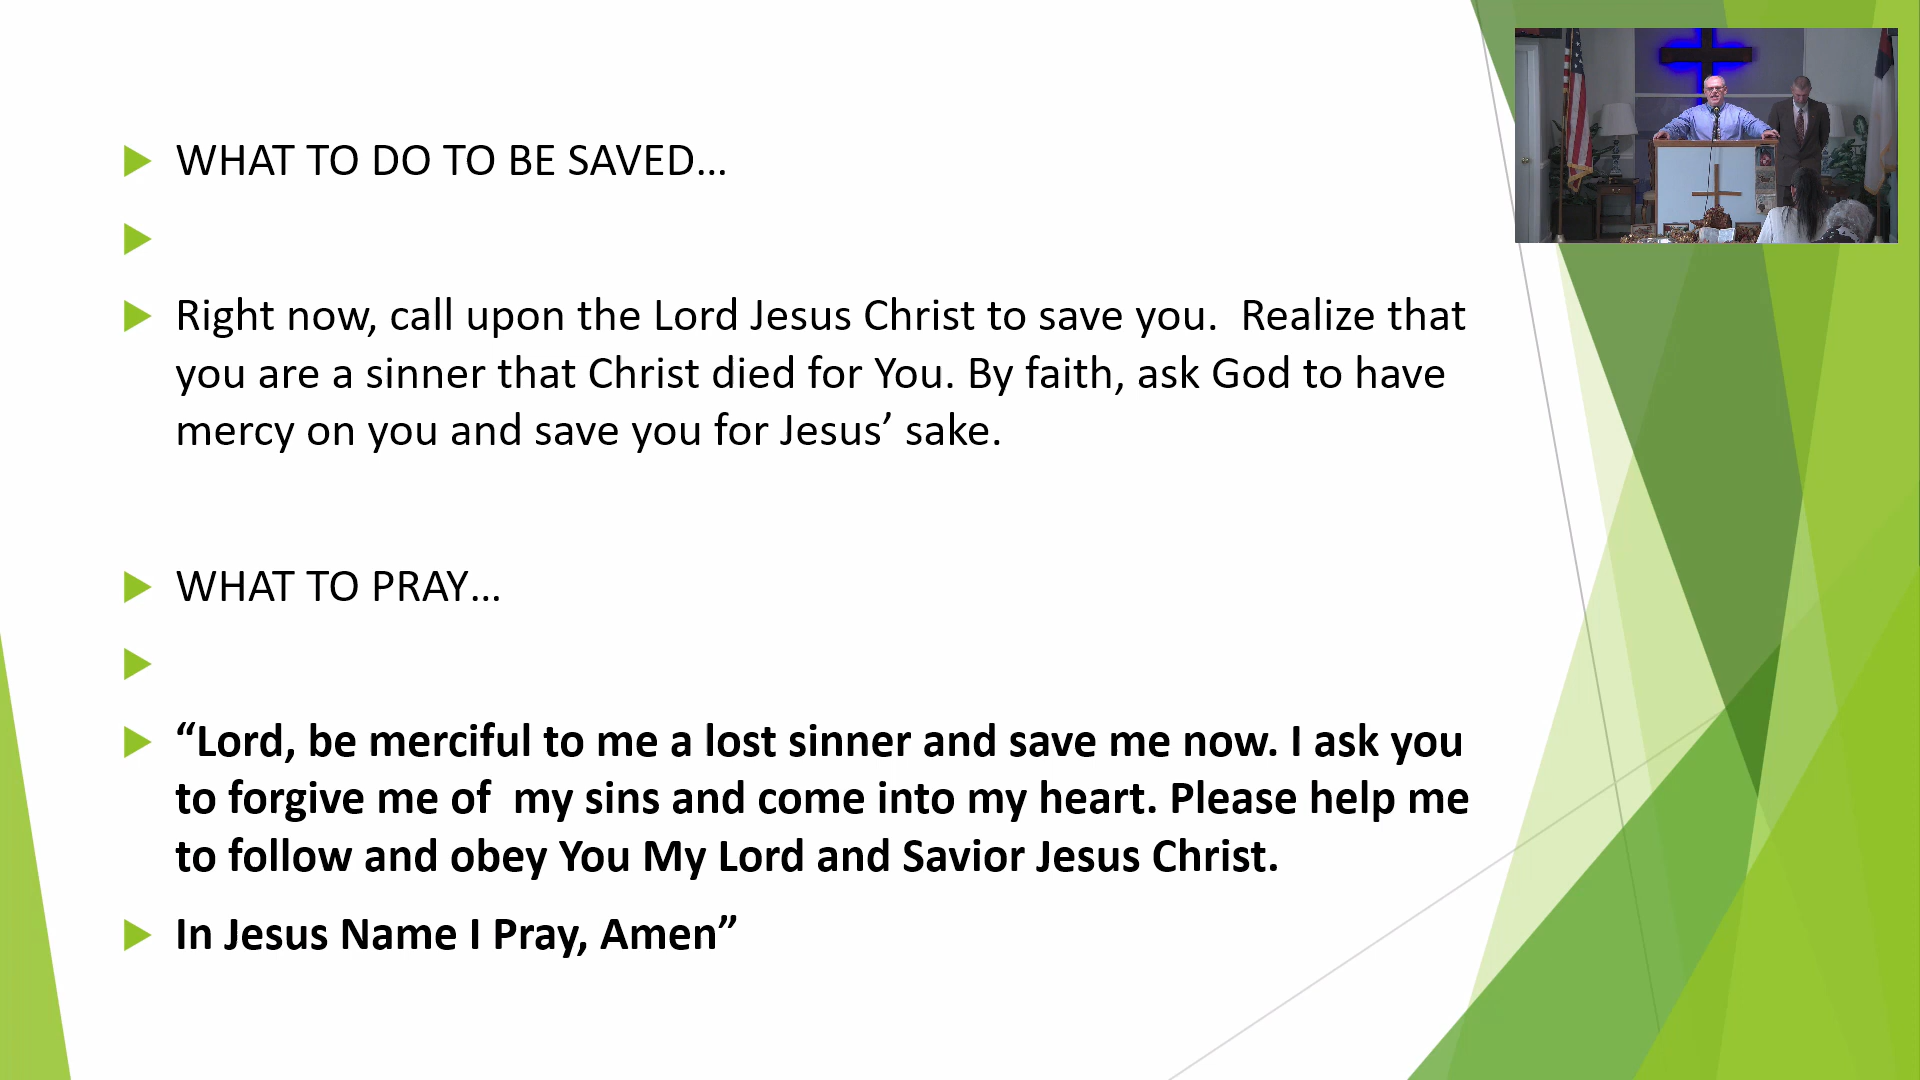 WHAT TO DO TO BE SAVED…
Right now, call upon the Lord Jesus Christ to save you.  Realize that
you are a sinner that Christ died for You. By faith, ask God to have
mercy on you and save you for Jesus’ sake.
WHAT TO PRAY…
“Lord, be merciful to me a lost sinner and save me now. I ask you
to forgive me of  my sins and come into my heart. Please help me
to follow and obey You My Lord and Savior Jesus Christ.
In Jesus Name I Pray, Amen”